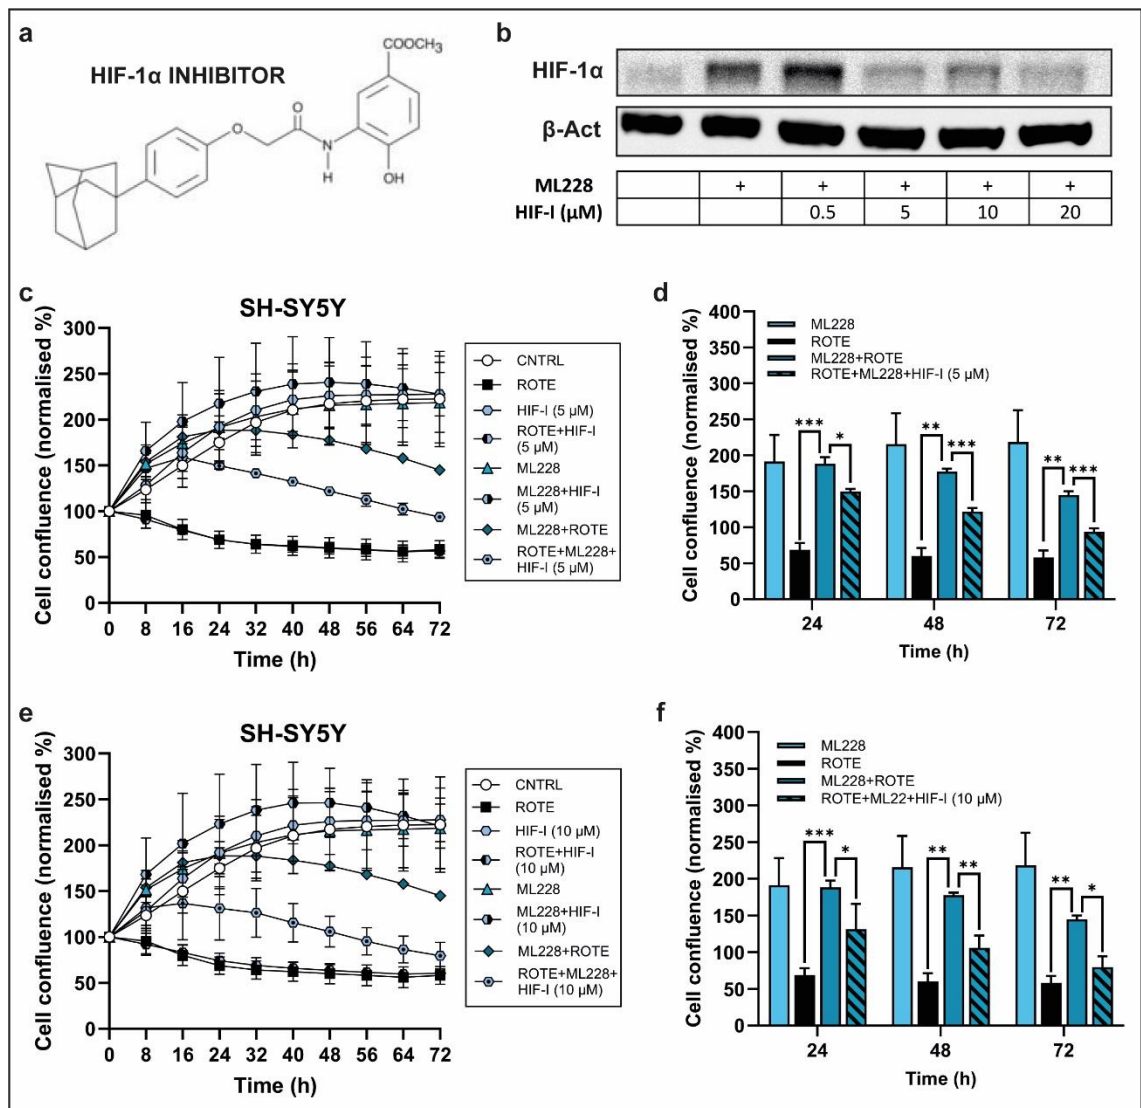 a
HIF-1α INHIBITOR
COOCH₃
O
O
N
H
OH
b
HIF-1α
β-Act
ML228 + + + + +
HIF-I (µM) 0.5 5 10 20
c
SH-SY5Y
Cell confluence (normalised %)
300
250
200
150
100
50
0
0 8 16 24 32 40 48 56 64 72
Time (h)
CNTRL
ROTE
HIF-I (5 µM)
ROTE+HIF-I
(5 µM)
ML228
ML228+HIF-I
(5 µM)
ML228+ROTE
ROTE+ML228+
HIF-I (5 µM)
d
Cell confluence (normalised %)
400
350
300
250
200
150
100
50
0
ML228
ROTE
ML228+ROTE
ROTE+ML228+HIF-I (5 µM)
*** *
** ***
** ***
24 48 72
Time (h)
e
SH-SY5Y
Cell confluence (normalised %)
300
250
200
150
100
50
0
0 8 16 24 32 40 48 56 64 72
Time (h)
CNTRL
ROTE
HIF-I (10 µM)
ROTE+HIF-I
(10 µM)
ML228
ML228+HIF-I
(10 µM)
ML228+ROTE
ROTE+ML228+
HIF-I (10 µM)
f
Cell confluence (normalised %)
400
350
300
250
200
150
100
50
0
ML228
ROTE
ML228+ROTE
ROTE+ML22+HIF-I (10 µM)
*** *
** **
** *
24 48 72
Time (h)